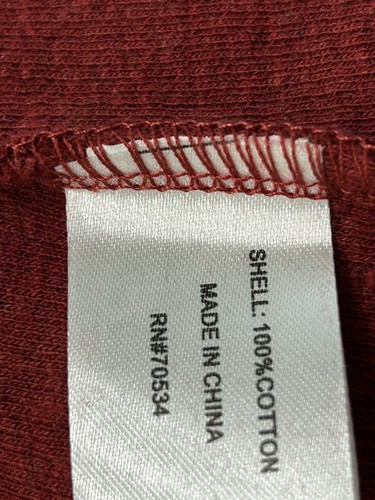 SHELL: 100%COTTON
MADE IN CHINA
RN#70534